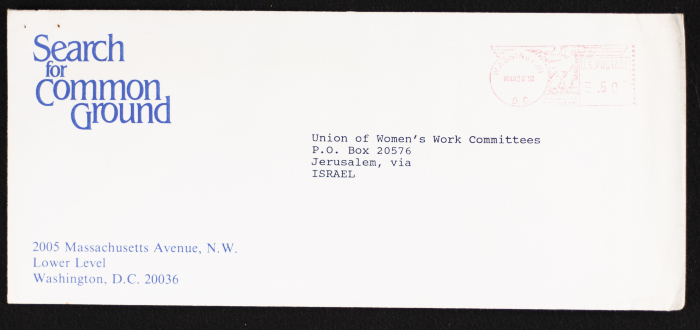 Search
for
Common
Ground
WASHINGTON
D.C.
Union of Women's Work Committees
P.O. Box 20576
Jerusalem, via
ISRAEL
2005 Massachusetts Avenue, N.W.
Lower Level
Washington, D.C. 20036